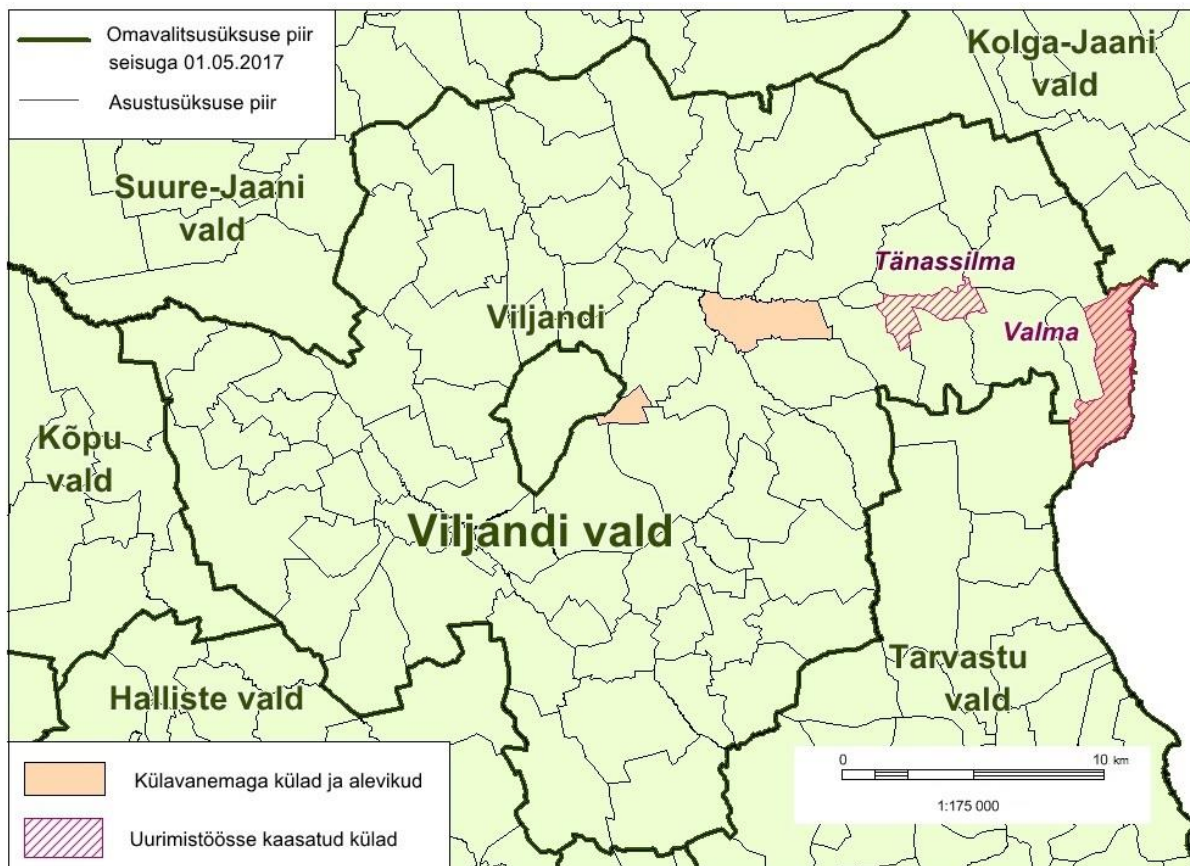 Omavalitsusüksuse piir
seisuga 01.05.2017
Asustusüksuse piir
Kolga-Jaani
vald
Suure-Jaani
vald
Tänassilma
Viljandi
Valma
Kõpu
vald
Viljandi vald
Tarvastu
vald
Halliste vald
Külavanemaga külad ja alevikud
Uurimistöösse kaasatud külad
0 10 km
1:175 000